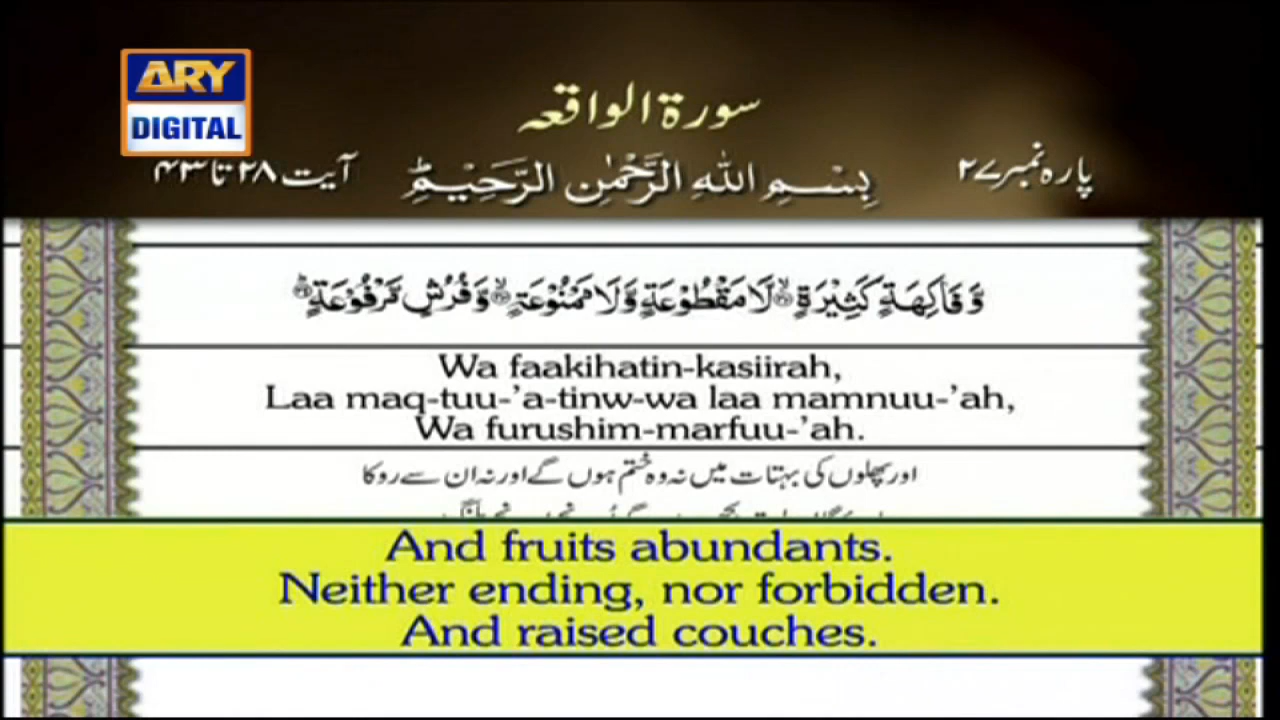 ARY
DIGITAL
سورۃ الواقعہ
پارہ نمبر ۲۷
بِسْمِ اللهِ الرَّحْمٰنِ الرَّحِيْمِ
آیت ۲۸ تا ۴۳
وَّفَاكِهَةٍ كَثِيْرَةٍ لَّا مَقْطُوْعَةٍ وَّلَا مَمْنُوْعَةٍ وَّفُرُشٍ مَّرْفُوْعَةٍ
Wa faakihatin-kasiirah,
Laa maq-tuu-'a-tinw-wa laa mamnuu-'ah,
Wa furushim-marfuu-'ah.
اور پھلوں کی بہتات میں نہ وہ ختم ہوں گے اور نہ ان سے روکا
And fruits abundants.
Neither ending, nor forbidden.
And raised couches.